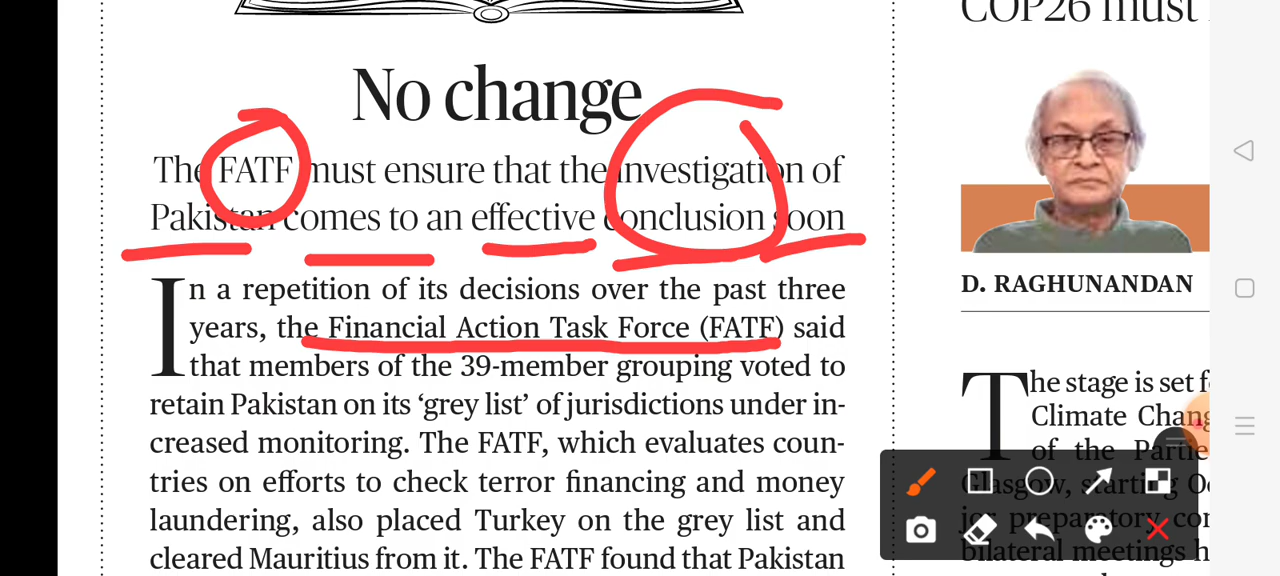 No change
The FATF must ensure that the investigation of
Pakistan comes to an effective conclusion soon
In a repetition of its decisions over the past three
years, the Financial Action Task Force (FATF) said
that members of the 39-member grouping voted to
retain Pakistan on its ‘grey list’ of jurisdictions under in-
creased monitoring. The FATF, which evaluates coun-
tries on efforts to check terror financing and money
laundering, also placed Turkey on the grey list and
cleared Mauritius from it. The FATF found that Pakistan
COP26 must
D. RAGHUNANDAN
The stage is set f
Climate Chang
of the Partie
Glasgow, starting O
jor preparatory con
bilateral meetings h